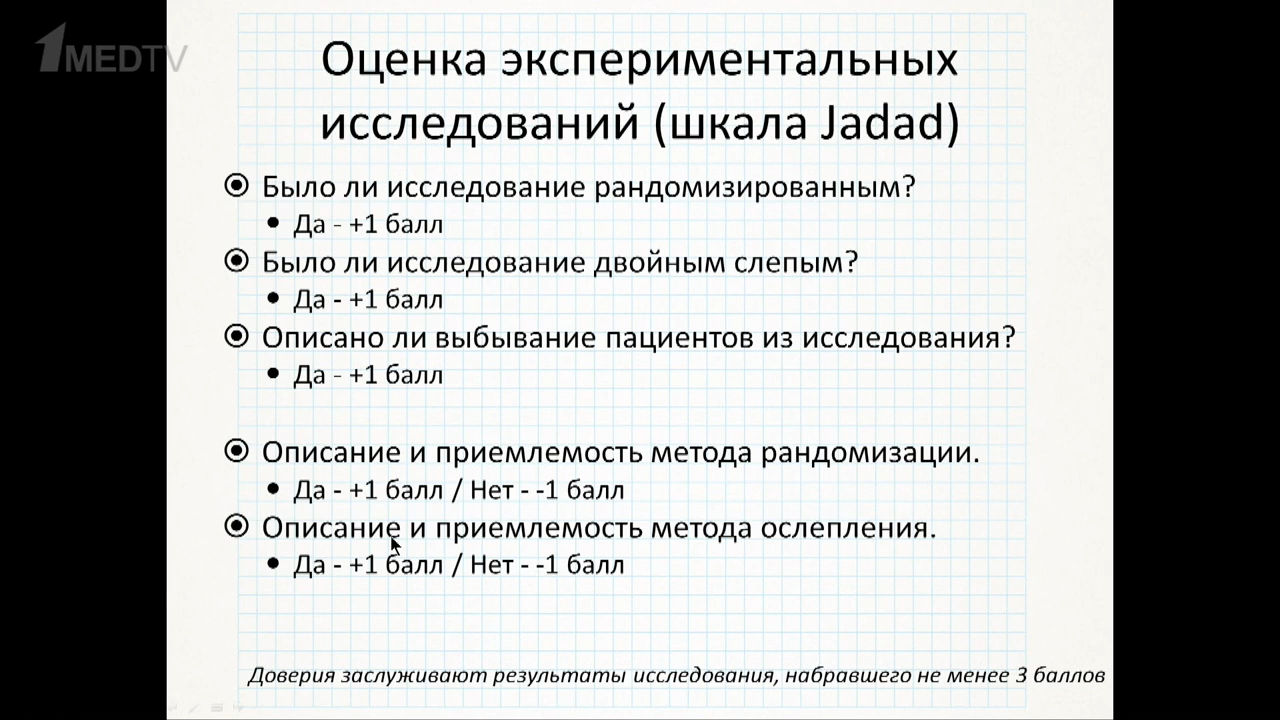 1MEDTV
Оценка экспериментальных
исследований (шкала Jadad)
Было ли исследование рандомизированным?
Да - +1 балл
Было ли исследование двойным слепым?
Да - +1 балл
Описано ли выбывание пациентов из исследования?
Да - +1 балл
Описание и приемлемость метода рандомизации.
Да - +1 балл / Нет - -1 балл
Описание и приемлемость метода ослепления.
Да - +1 балл / Нет - -1 балл
Доверия заслуживают результаты исследования, набравшего не менее 3 баллов